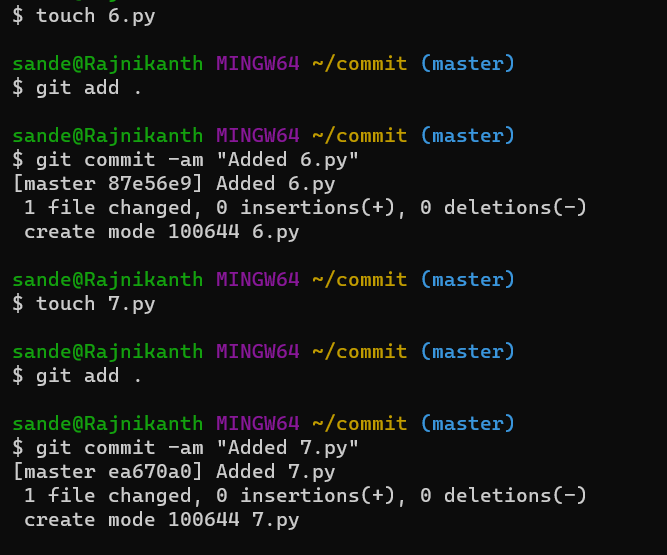 $ touch 6.py
sande@Rajnikanth MINGW64 ~/commit (master)
$ git add .
sande@Rajnikanth MINGW64 ~/commit (master)
$ git commit -am "Added 6.py"
[master 87e56e9] Added 6.py
 1 file changed, 0 insertions(+), 0 deletions(-)
 create mode 100644 6.py
sande@Rajnikanth MINGW64 ~/commit (master)
$ touch 7.py
sande@Rajnikanth MINGW64 ~/commit (master)
$ git add .
sande@Rajnikanth MINGW64 ~/commit (master)
$ git commit -am "Added 7.py"
[master ea670a0] Added 7.py
 1 file changed, 0 insertions(+), 0 deletions(-)
 create mode 100644 7.py